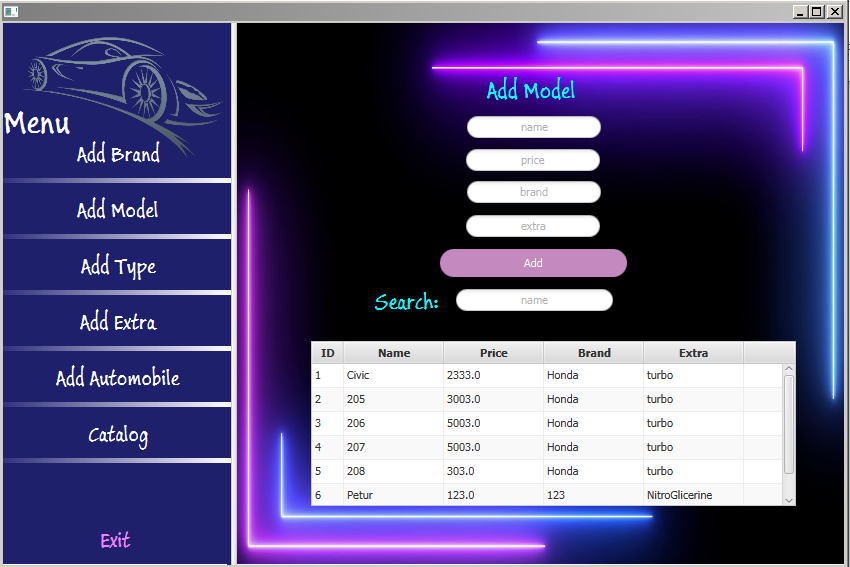 Menu
Add Brand
Add Model
Add Type
Add Extra
Add Automobile
Catalog
Exit
Add Model
name
price
brand
extra
Add
Search: name
ID Name Price Brand Extra
1 Civic 2333.0 Honda turbo
2 205 3003.0 Honda turbo
3 206 5003.0 Honda turbo
4 207 5003.0 Honda turbo
5 208 303.0 Honda turbo
6 Petur 123.0 123 NitroGlicerine